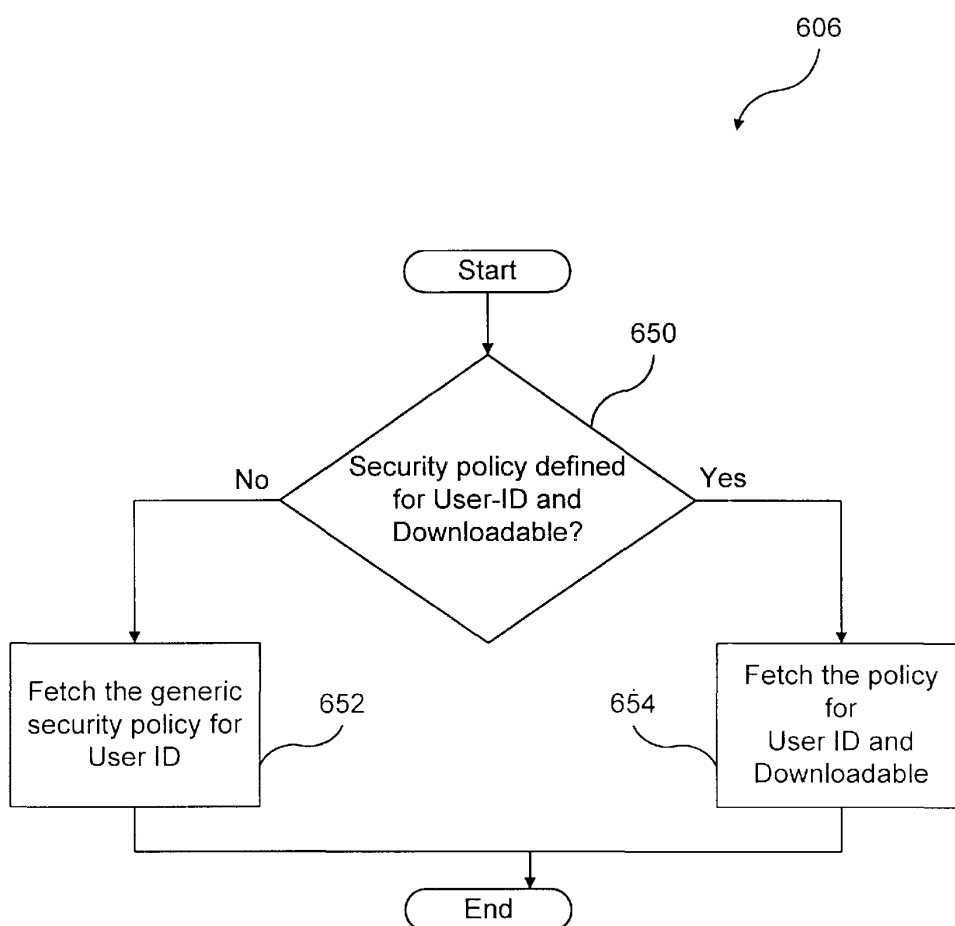 606
Start
650
No
Security policy defined
for User-ID and
Downloadable?
Yes
Fetch the generic
security policy for
User ID
652
654
Fetch the policy
for
User ID and
Downloadable
End